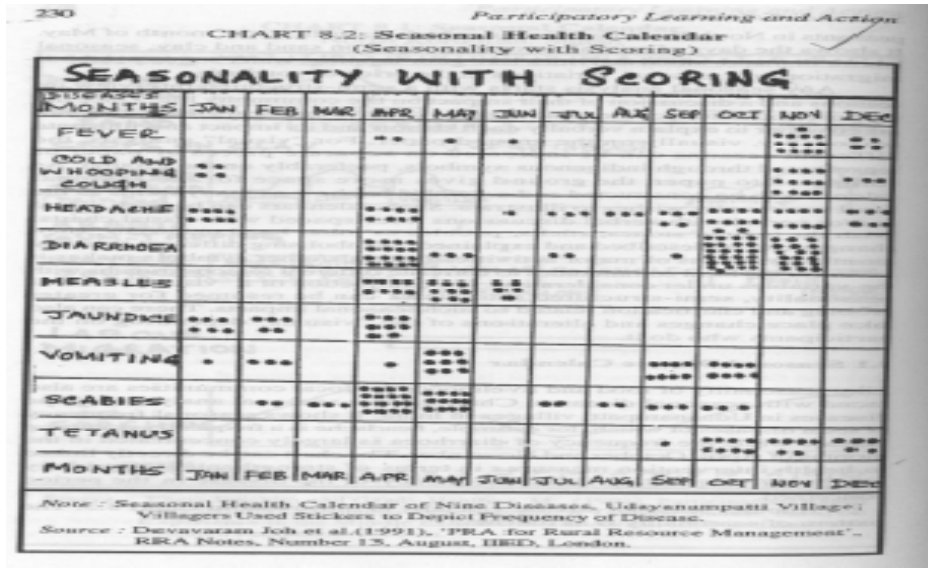 230 Participatory Learning and Action
CHART 8.2: Seasonal Health Calendar
(Seasonality with Scoring)
SEASONALITY WITH SCORING
DISEASES
MONTHS JAN FEB MAR APR MAY JUN JUL AUG SEP OCT NOV DEC
FEVER
COLD AND
WHOOPING
COUGH
HEADACHE
DIARRHOEA
MEASLES
JAUNDICE
VOMITING
SCABIES
TETANUS
MONTHS JAN FEB MAR APR MAY JUN JUL AUG SEP OCT NOV DEC
Note : Seasonal Health Calendar of Nine Diseases, Udayanumpatti Village;
Villagers Used Stickers to Depict Frequency of Disease.
Source : Devavaram Joh et al.(1991), 'PRA for Rural Resource Management',
RRA Notes, Number 13, August, IIED, London.